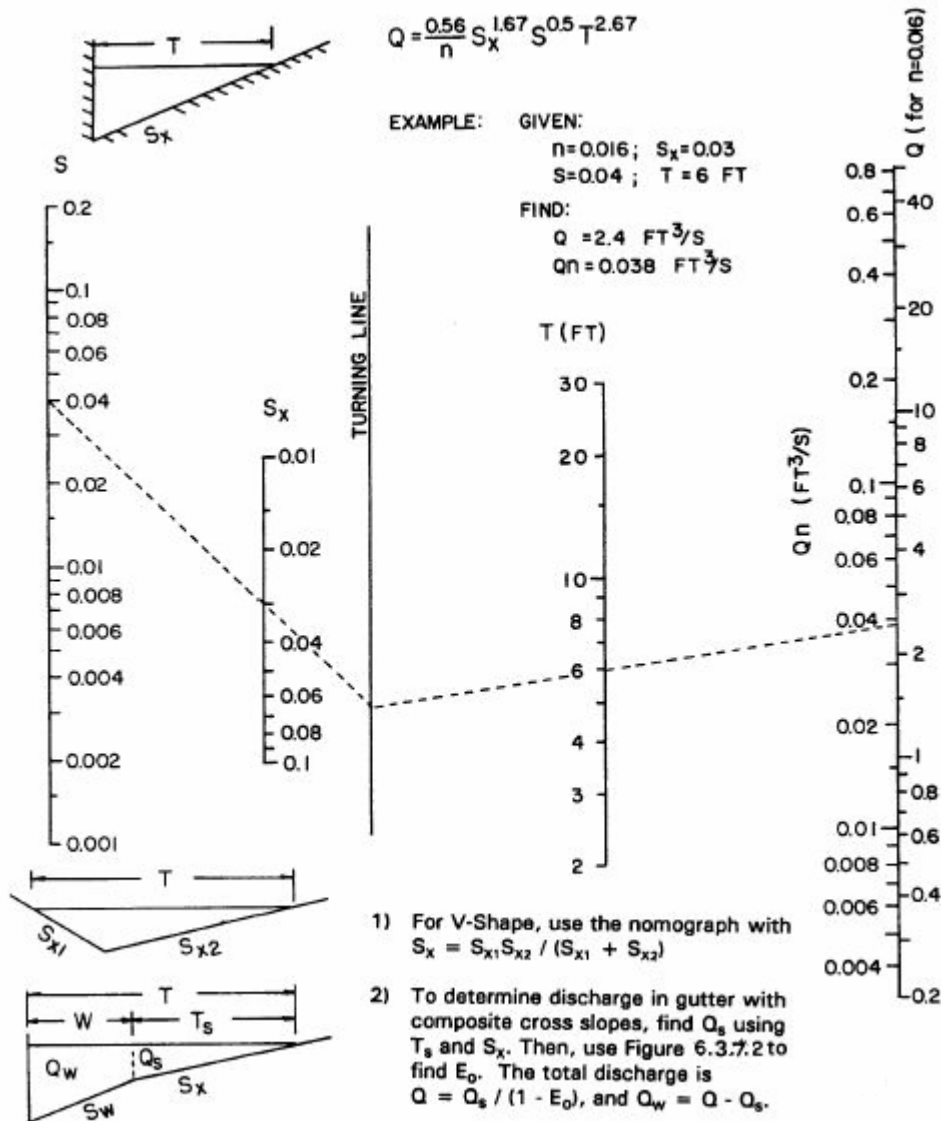 T
Q = 0.56/n Sx^1.67 S^0.5 T^2.67
Sx
EXAMPLE: GIVEN:
n=0.016; Sx=0.03
S=0.04; T = 6 FT
FIND:
Q = 2.4 FT^3/S
Qn = 0.038 FT^3/S
S
0.2
0.1
0.08
0.06
0.04
0.02
0.01
0.008
0.006
0.004
0.002
0.001
Sx
0.01
0.02
0.04
0.06
0.08
0.1
TURNING LINE
T (FT)
30
20
10
8
6
5
4
3
2
Qn (FT^3/S)
0.8
0.6
0.4
0.2
0.1
0.08
0.06
0.04
0.02
0.01
0.008
0.006
0.004
Q (for n=0.016)
40
20
10
8
6
4
2
1
0.8
0.6
0.4
0.2
T
Sx1
Sx2
1) For V-Shape, use the nomograph with
Sx = Sx1Sx2 / (Sx1 + Sx2)
T
W
Ts
Qw
Qs
Sw
Sx
2) To determine discharge in gutter with
composite cross slopes, find Qs using
Ts and Sx. Then, use Figure 6.3.7.2 to
find Eo. The total discharge is
Q = Qs / (1 - Eo), and Qw = Q - Qs.